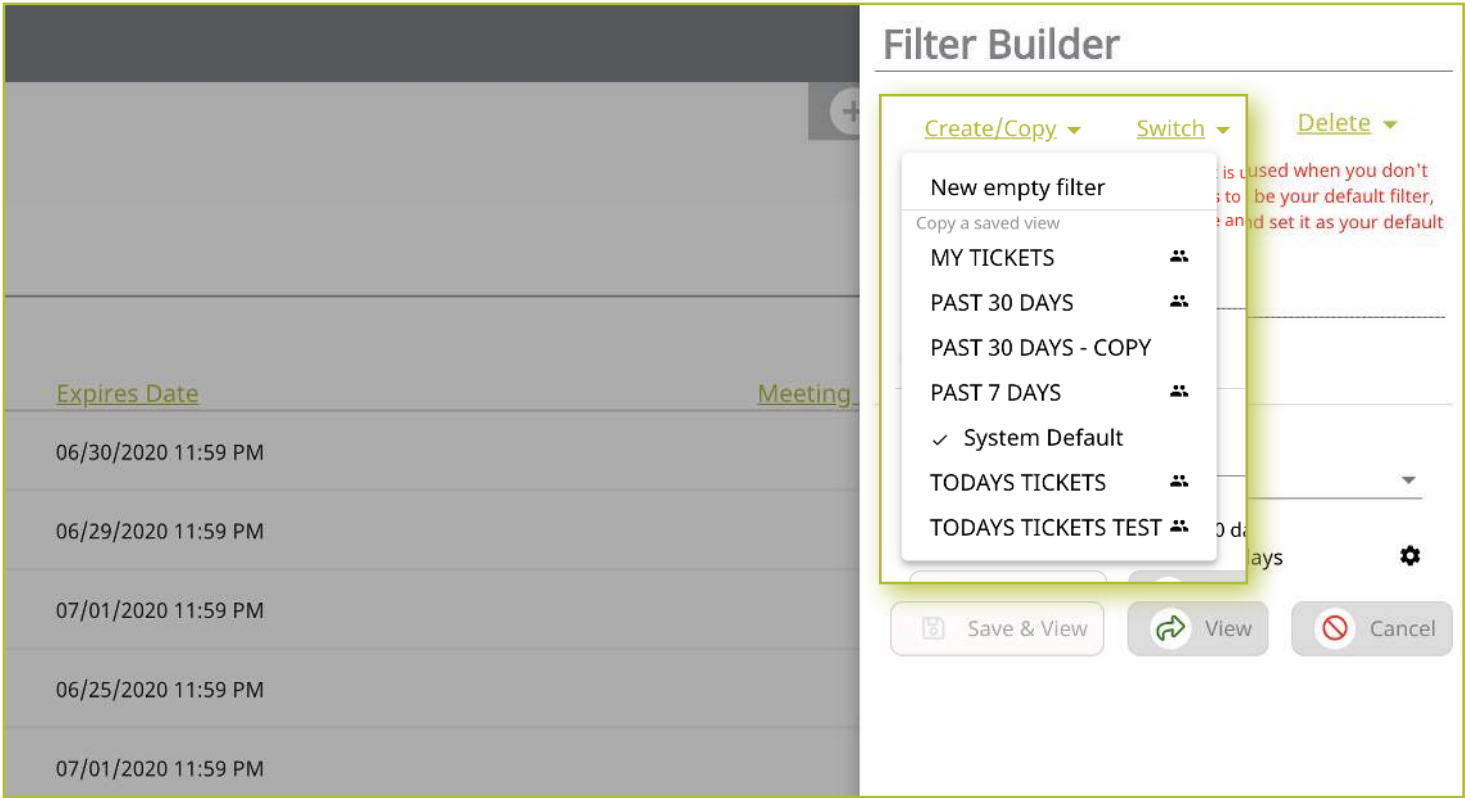 Filter Builder
Create/Copy Switch Delete
New empty filter
is used when you don't
s to be your default filter,
and set it as your default
Copy a saved view
MY TICKETS
PAST 30 DAYS
PAST 30 DAYS - COPY
PAST 7 DAYS
System Default
TODAYS TICKETS
TODAYS TICKETS TEST
ays
Save & View View Cancel
Expires Date Meeting
06/30/2020 11:59 PM
06/29/2020 11:59 PM
07/01/2020 11:59 PM
06/25/2020 11:59 PM
07/01/2020 11:59 PM